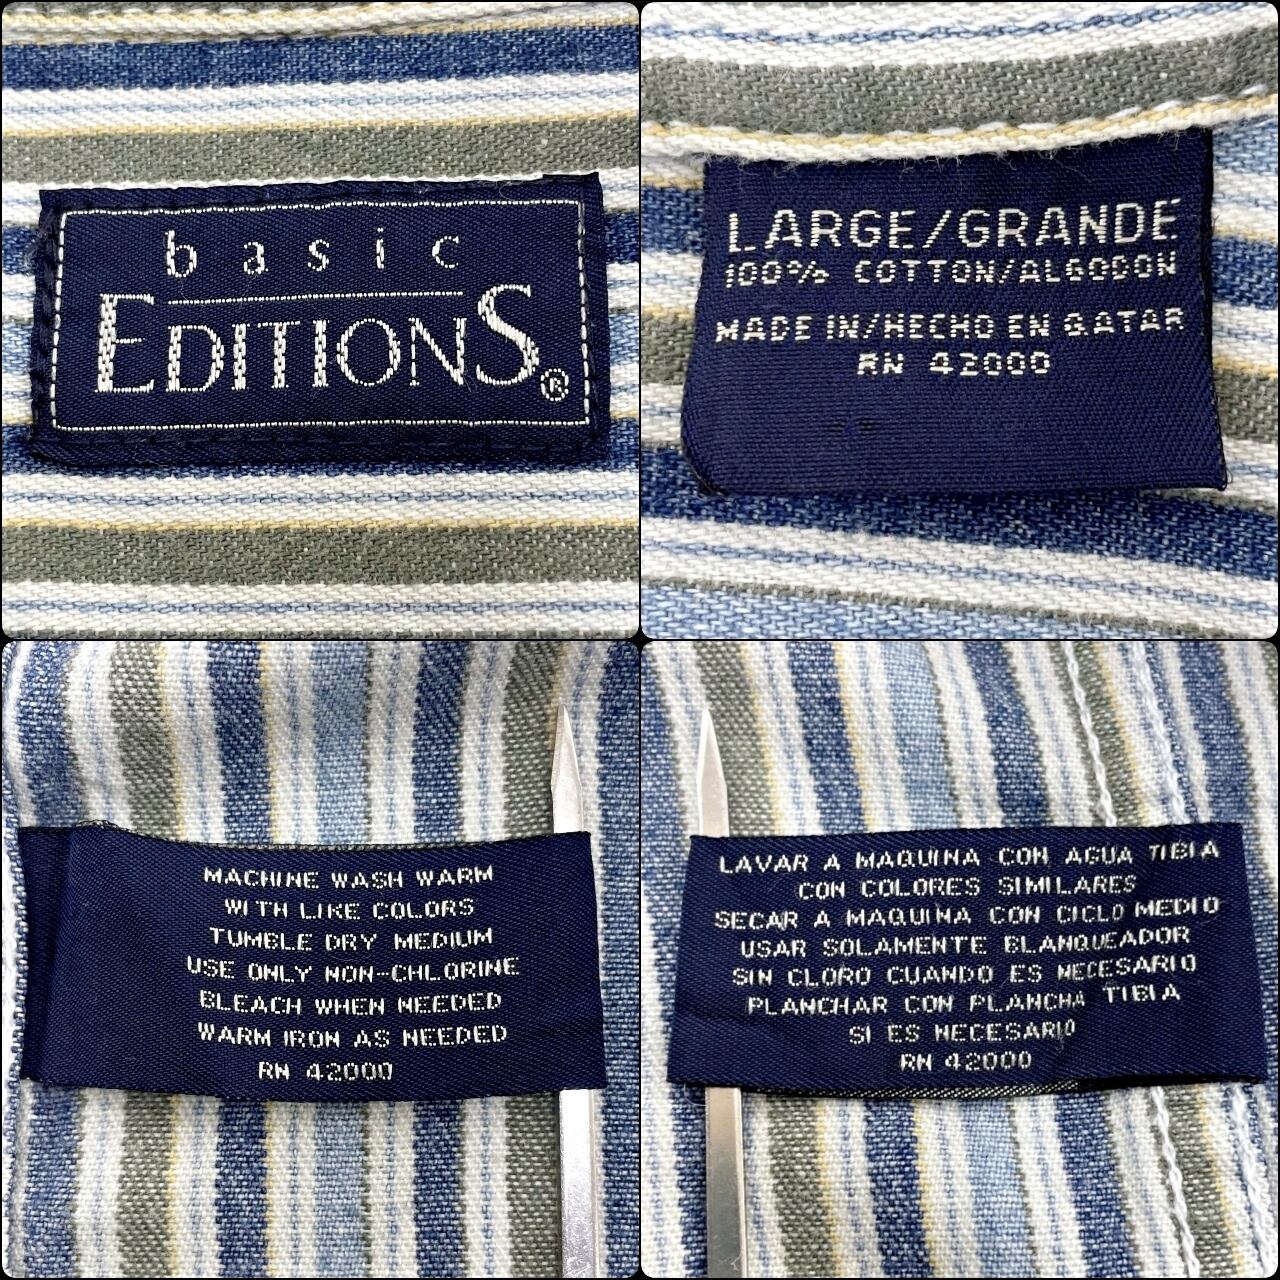 basic
EDITIONS®
LARGE/GRANDE
100% COTTON/ALGODON
MADE IN/HECHO EN QATAR
RN 42000
MACHINE WASH WARM
WITH LIKE COLORS
TUMBLE DRY MEDIUM
USE ONLY NON-CHLORINE
BLEACH WHEN NEEDED
WARM IRON AS NEEDED
RN 42000
LAVAR A MAQUINA CON AGUA TIBIA
CON COLORES SIMILARES
SECAR A MAQUINA CON CICLO MEDIO
USAR SOLAMENTE BLANQUEADOR
SIN CLORO CUANDO ES NECESARIO
PLANCHAR CON PLANCHA TIBIA
SI ES NECESARIO
RN 42000